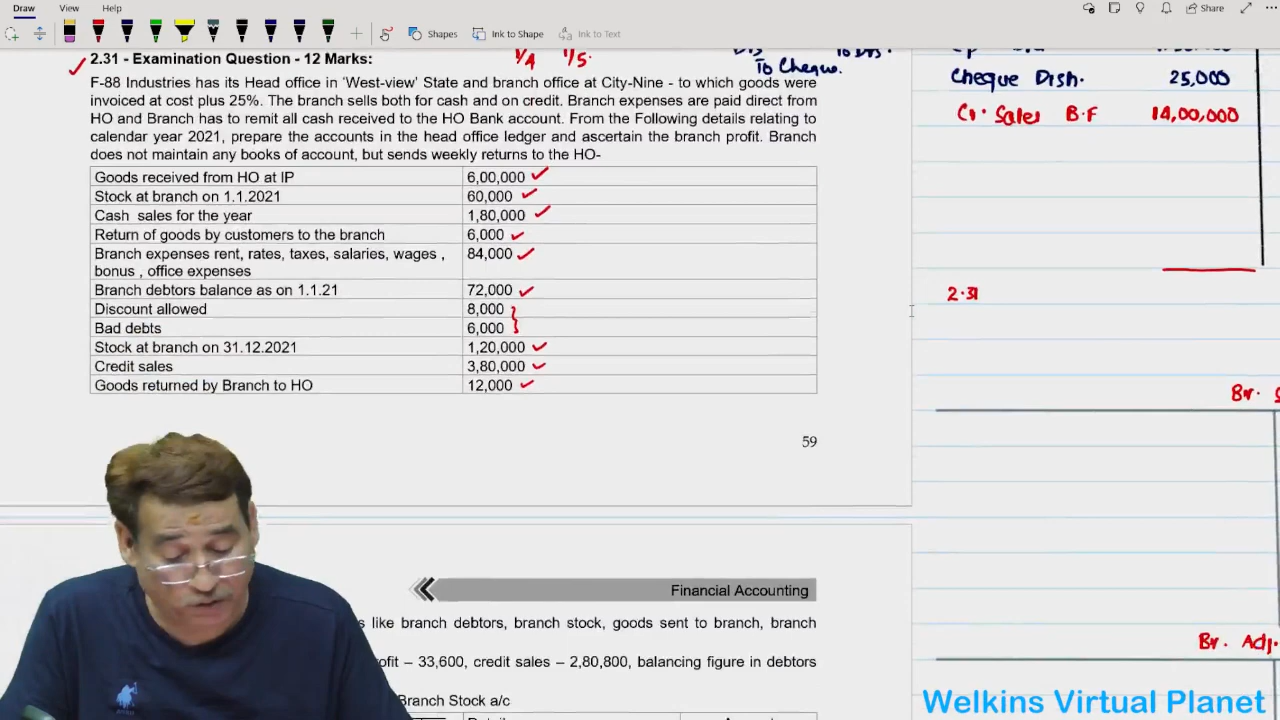 Draw View Share
Shapes Ink to Shape Ink to Text
2.31 - Examination Question - 12 Marks: 1/4 1/5.
To Cheque.
F-88 Industries has its Head office in 'West-view' State and branch office at City-Nine - to which goods were
invoiced at cost plus 25%. The branch sells both for cash and on credit. Branch expenses are paid direct from
HO and Branch has to remit all cash received to the HO Bank account. From the Following details relating to
calendar year 2021, prepare the accounts in the head office ledger and ascertain the branch profit. Branch
does not maintain any books of account, but sends weekly returns to the HO-
Goods received from HO at IP 6,00,000
Stock at branch on 1.1.2021 60,000
Cash sales for the year 1,80,000
Return of goods by customers to the branch 6,000
Branch expenses rent, rates, taxes, salaries, wages , 84,000
bonus , office expenses
Branch debtors balance as on 1.1.21 72,000
Discount allowed 8,000
Bad debts 6,000
Stock at branch on 31.12.2021 1,20,000
Credit sales 3,80,000
Goods returned by Branch to HO 12,000
59
Cheque Dish. 25,000
Cr. Sales B.F 14,00,000
2.31
Br.
Br. Adj.
Financial Accounting
like branch debtors, branch stock, goods sent to branch, branch
– 33,600, credit sales – 2,80,800, balancing figure in debtors
Branch Stock a/c
Welkins Virtual Planet